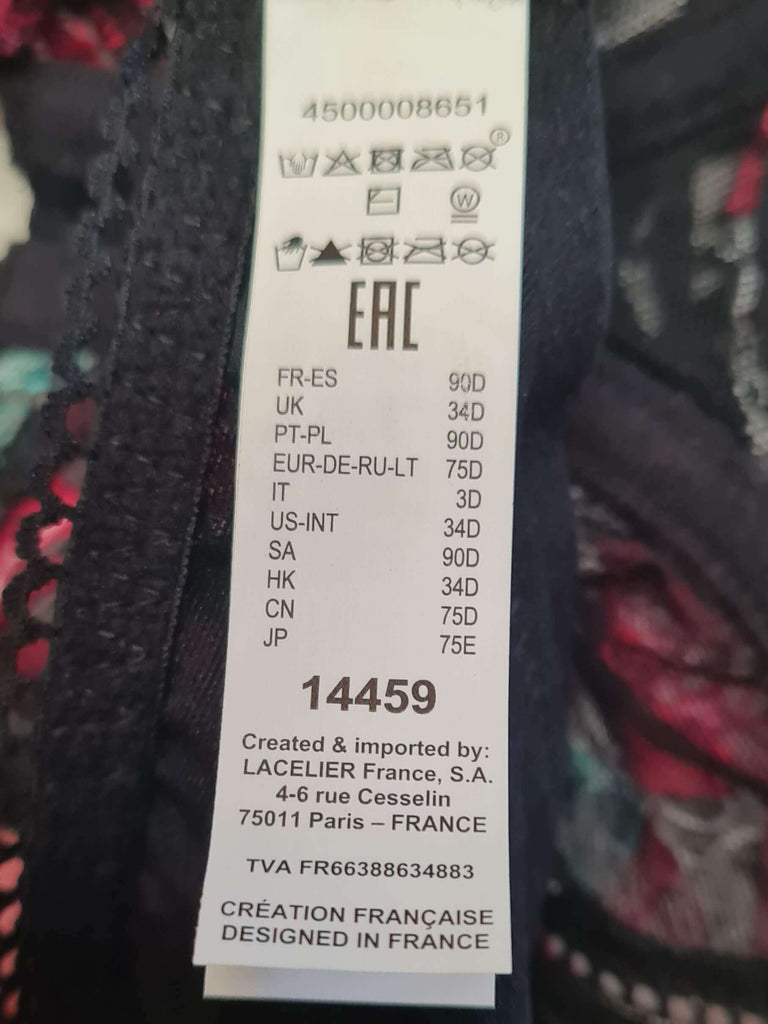 4500008651
®
W
EAC
FR-ES 90D
UK 34D
PT-PL 90D
EUR-DE-RU-LT 75D
IT 3D
US-INT 34D
SA 90D
HK 34D
CN 75D
JP 75E
14459
Created & imported by:
LACELIER France, S.A.
4-6 rue Cesselin
75011 Paris – FRANCE
TVA FR66388634883
CRÉATION FRANÇAISE
DESIGNED IN FRANCE